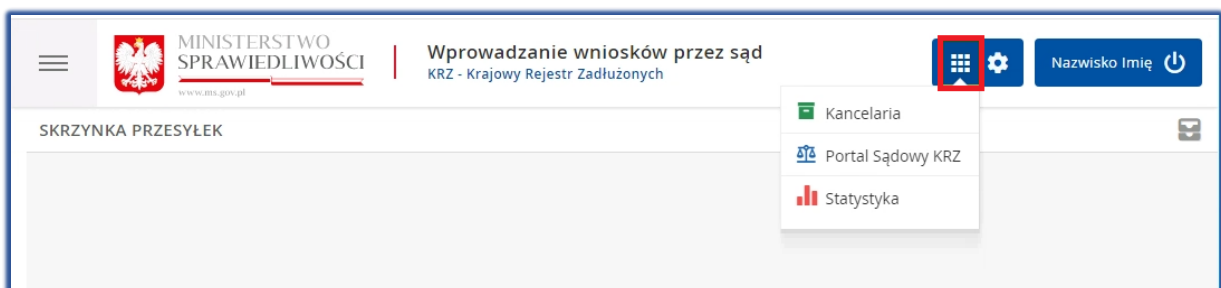 MINISTERSTWO
SPRAWIEDLIWOŚCI
www.ms.gov.pl
Wprowadzanie wniosków przez sąd
KRZ - Krajowy Rejestr Zadłużonych
Nazwisko Imię
Kancelaria
SKRZYNKA PRZESYŁEK
Portal Sądowy KRZ
Statystyka